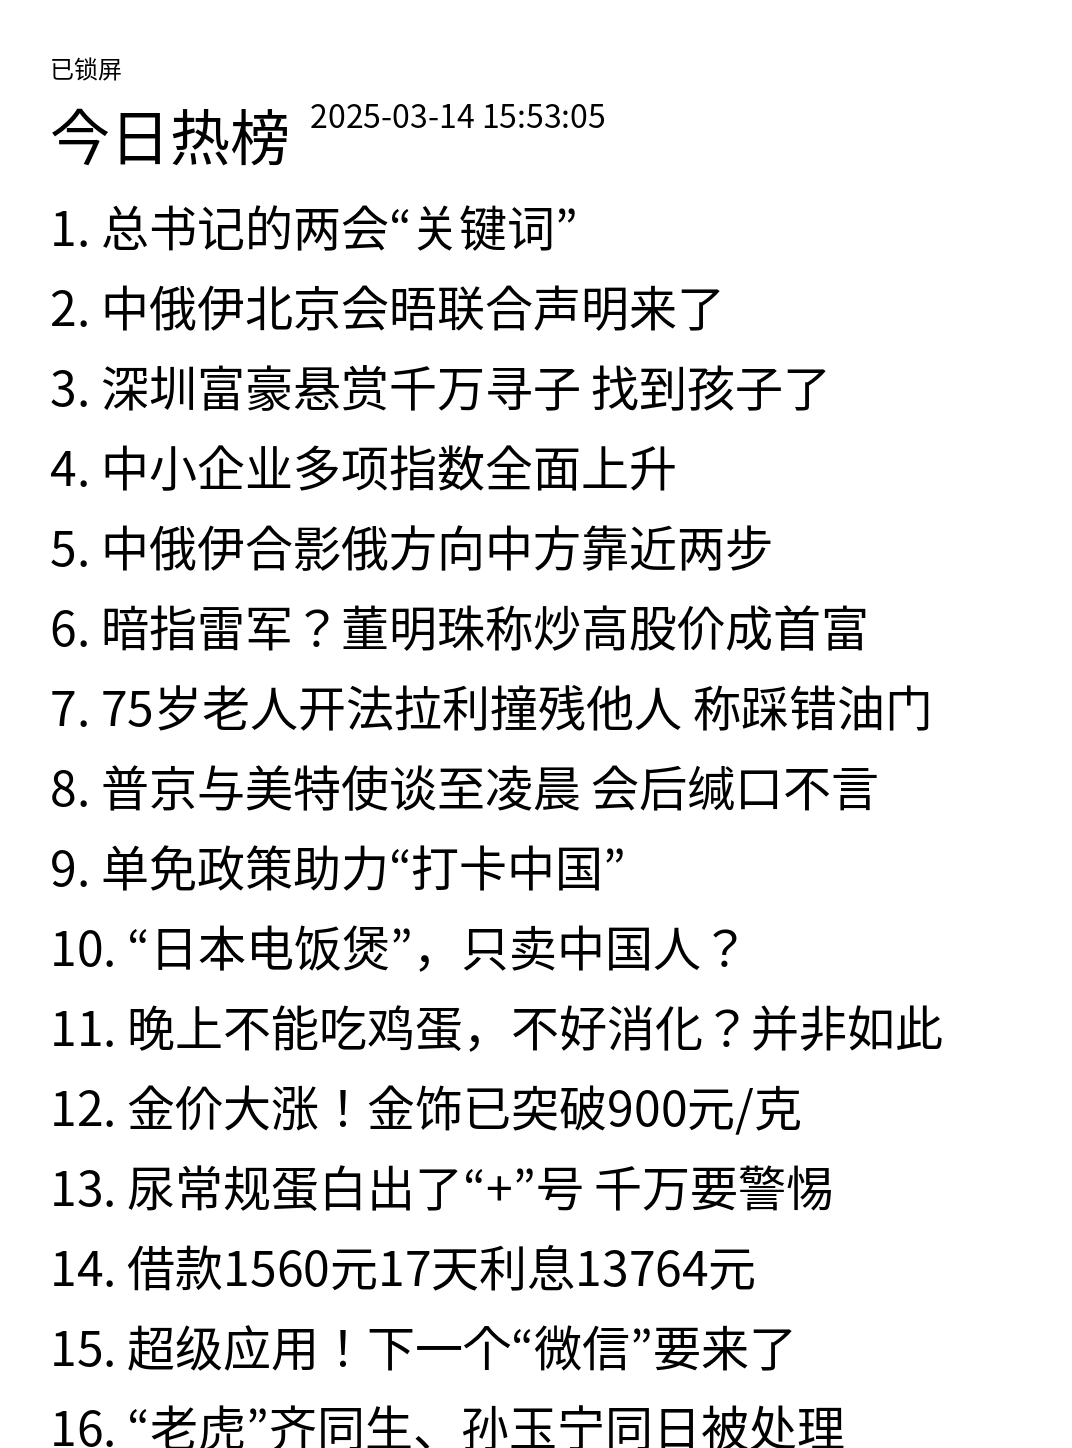 已锁屏
今日热榜 2025-03-14 15:53:05
1. 总书记的两会“关键词”
2. 中俄伊北京会晤联合声明来了
3. 深圳富豪悬赏千万寻子 找到孩子了
4. 中小企业多项指数全面上升
5. 中俄伊合影俄方向中方靠近两步
6. 暗指雷军？董明珠称炒高股价成首富
7. 75岁老人开法拉利撞残他人 称踩错油门
8. 普京与美特使谈至凌晨 会后缄口不言
9. 单免政策助力“打卡中国”
10. “日本电饭煲”，只卖中国人？
11. 晚上不能吃鸡蛋，不好消化？并非如此
12. 金价大涨！金饰已突破900元/克
13. 尿常规蛋白出了“+”号 千万要警惕
14. 借款1560元17天利息13764元
15. 超级应用！下一个“微信”要来了
16. “老虎”齐同生、孙玉宁同日被处理